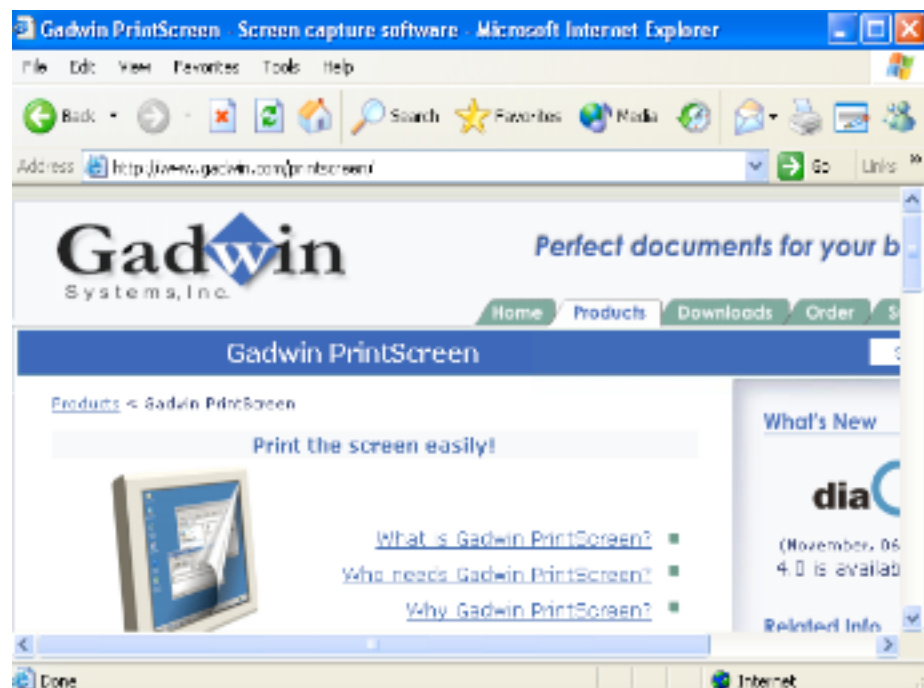 Gadwin PrintScreen - Screen capture software - Microsoft Internet Explorer
File Edit View Favorites Tools Help
Back Search Favorites Media
Address http://www.gadwin.com/printscreen/ Go Links »
Gadwin
Systems, Inc.
Perfect documents for your b
Home Products Downloads Order S
Gadwin PrintScreen
Products < Gadwin PrintScreen
Print the screen easily!
What is Gadwin PrintScreen?
Who needs Gadwin PrintScreen?
Why Gadwin PrintScreen?
What's New
dia
(November, 06
4.0 is availab
Related Info
Done Internet